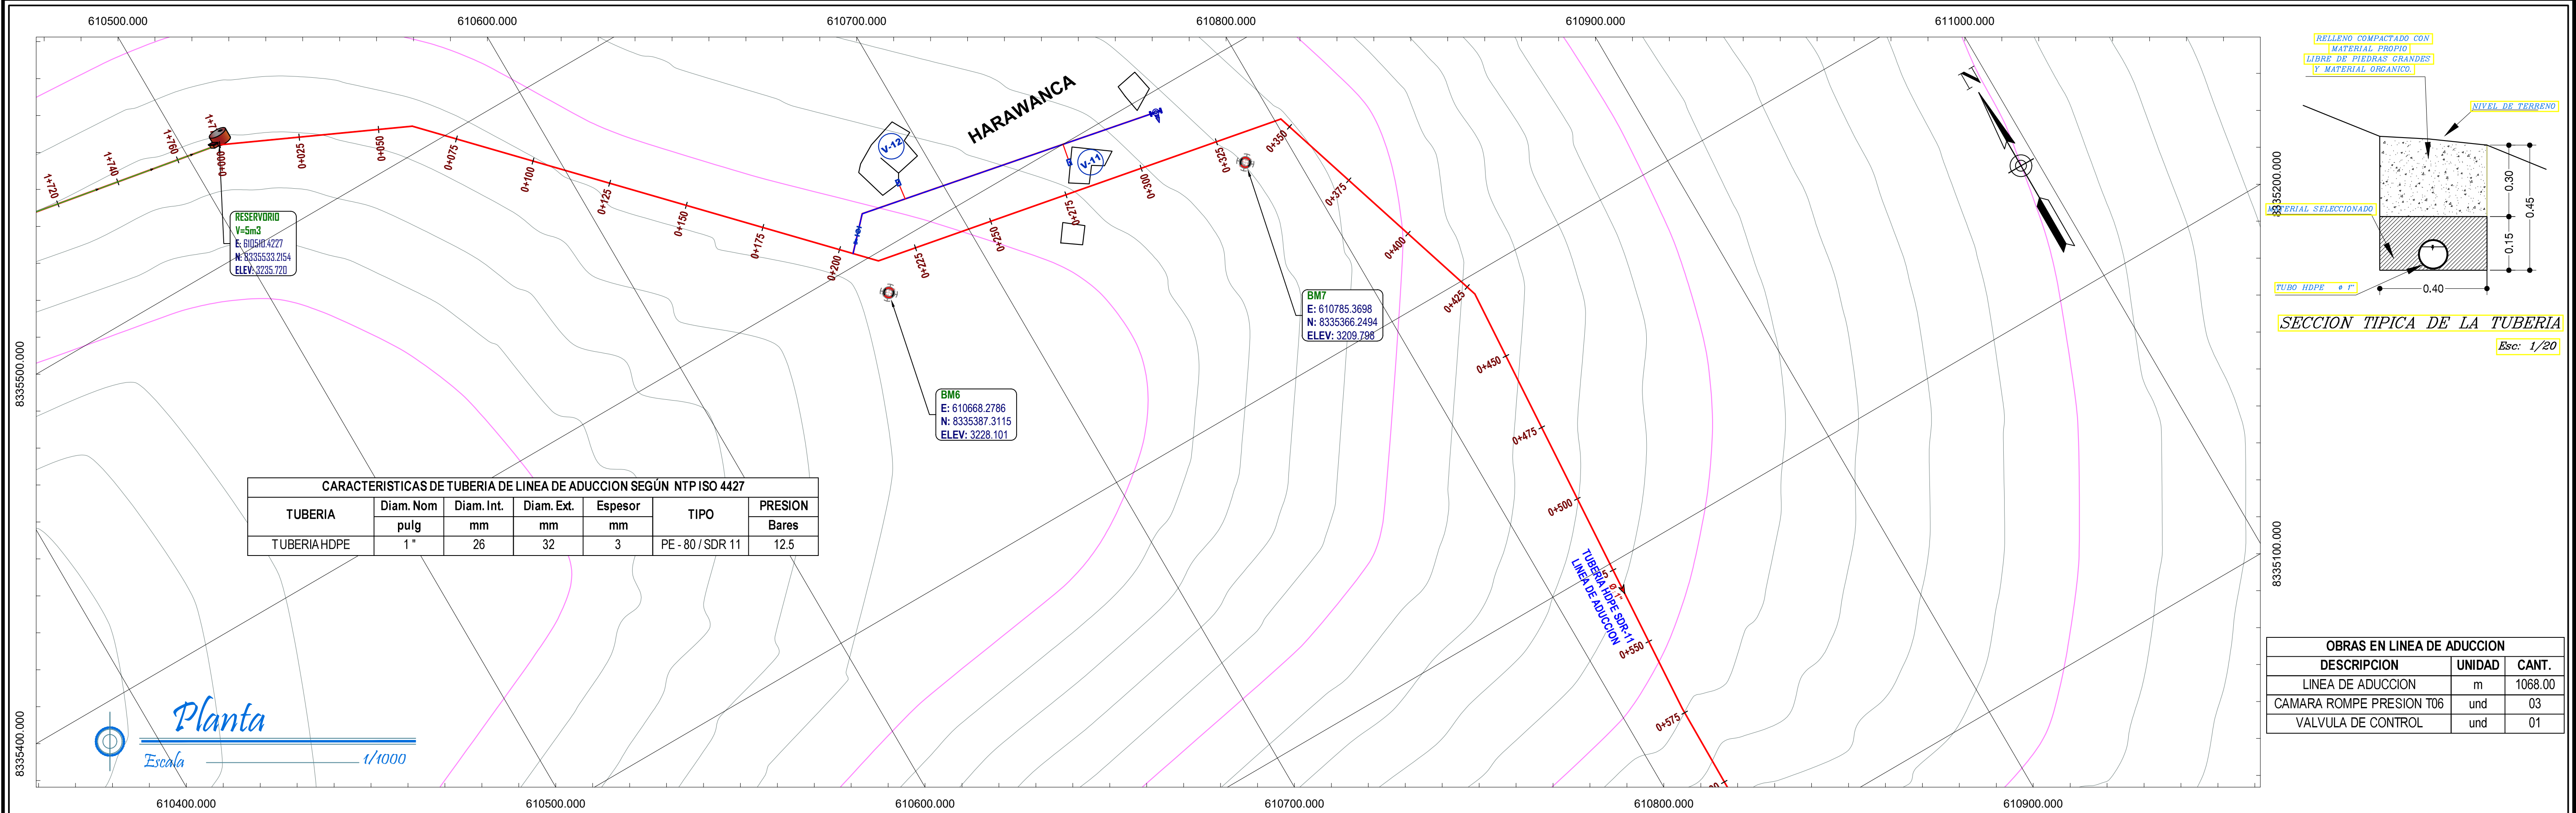 610500.000
610600.000
610700.000
610800.000
610900.000
611000.000
8335500.000
8335400.000
8335200.000
8335100.000
610400.000
610500.000
610600.000
610700.000
610800.000
610900.000
1+720
1+740
1+760
0+000
0+025
0+050
0+075
0+100
0+125
0+150
0+175
0+200
0+225
0+250
0+275
0+300
0+325
0+350
0+375
0+400
0+425
0+450
0+475
0+500
0+550
0+575
RESERVORIO
V=5m3
E: 610510.4227
N: 8335533.2154
ELEV: 3235.720
HARAWANCA
V-12
V-11
BM6
E: 610668.2786
N: 8335387.3115
ELEV: 3228.101
BM7
E: 610785.3698
N: 8335366.2494
ELEV: 3209.798
TUBERIA HDPE SDR-11
LINEA DE ADUCCION
Ø 1"
N
CARACTERISTICAS DE TUBERIA DE LINEA DE ADUCCION SEGÚN NTP ISO 4427
TUBERIA Diam. Nom Diam. Int. Diam. Ext. Espesor TIPO PRESION
pulg mm mm mm Bares
TUBERIA HDPE 1 " 26 32 3 PE - 80 / SDR 11 12.5
Planta
Escala 1/1000
RELLENO COMPACTADO CON
MATERIAL PROPIO
LIBRE DE PIEDRAS GRANDES
Y MATERIAL ORGANICO.
NIVEL DE TERRENO
MATERIAL SELECCIONADO
0.30
0.45
0.15
0.40
TUBO HDPE ø 1"
SECCION TIPICA DE LA TUBERIA
Esc: 1/20
OBRAS EN LINEA DE ADUCCION
DESCRIPCION UNIDAD CANT.
LINEA DE ADUCCION m 1068.00
CAMARA ROMPE PRESION T06 und 03
VALVULA DE CONTROL und 01